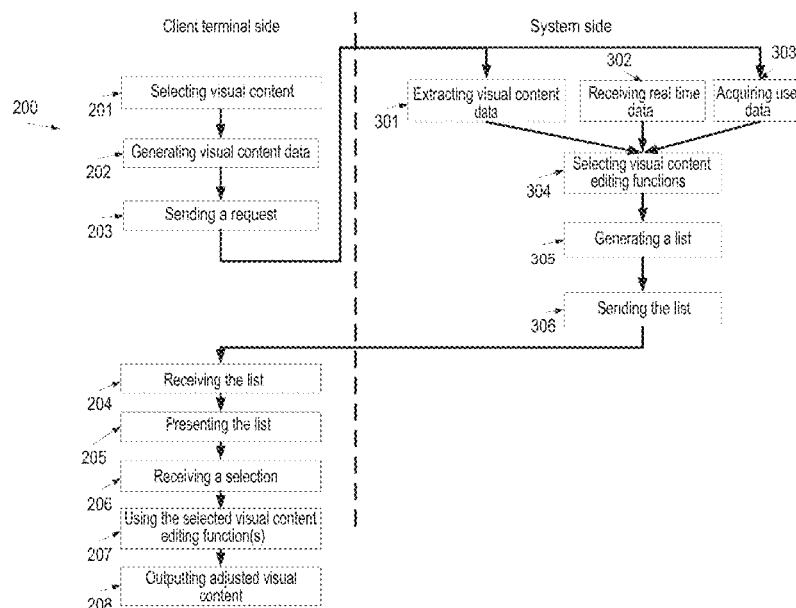 Client terminal side
System side
200
Selecting visual content
201
Generating visual content data
202
Sending a request
203
302
303
Extracting visual content
data
301
Receiving real time
data
Acquiring use
data
Selecting visual content
editing functions
304
Generating a list
305
Sending the list
306
Receiving the list
204
Presenting the list
205
Receiving a selection
206
Using the selected visual content
editing function(s)
207
Outputting adjusted visual
content
208